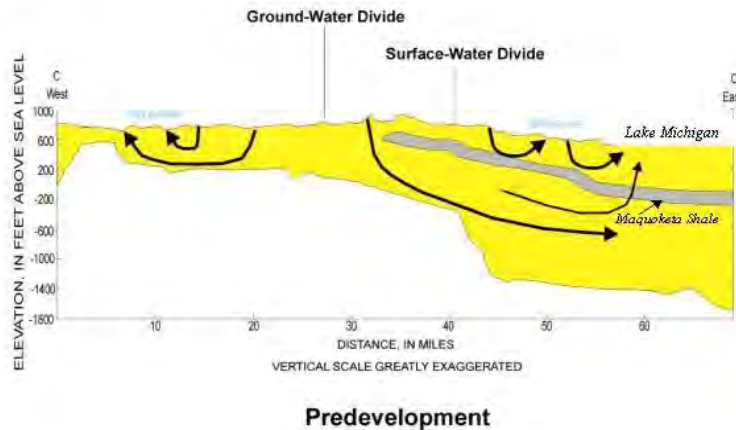 Ground-Water Divide
Surface-Water Divide
C
West
Eas
Lake Michigan
Maquoketa Shale
ELEVATION, IN FEET ABOVE SEA LEVEL
1000
600
200
-200
-600
-1000
-1400
-1800
10
20
30
40
50
60
DISTANCE, IN MILES
VERTICAL SCALE GREATLY EXAGGERATED
Predevelopment